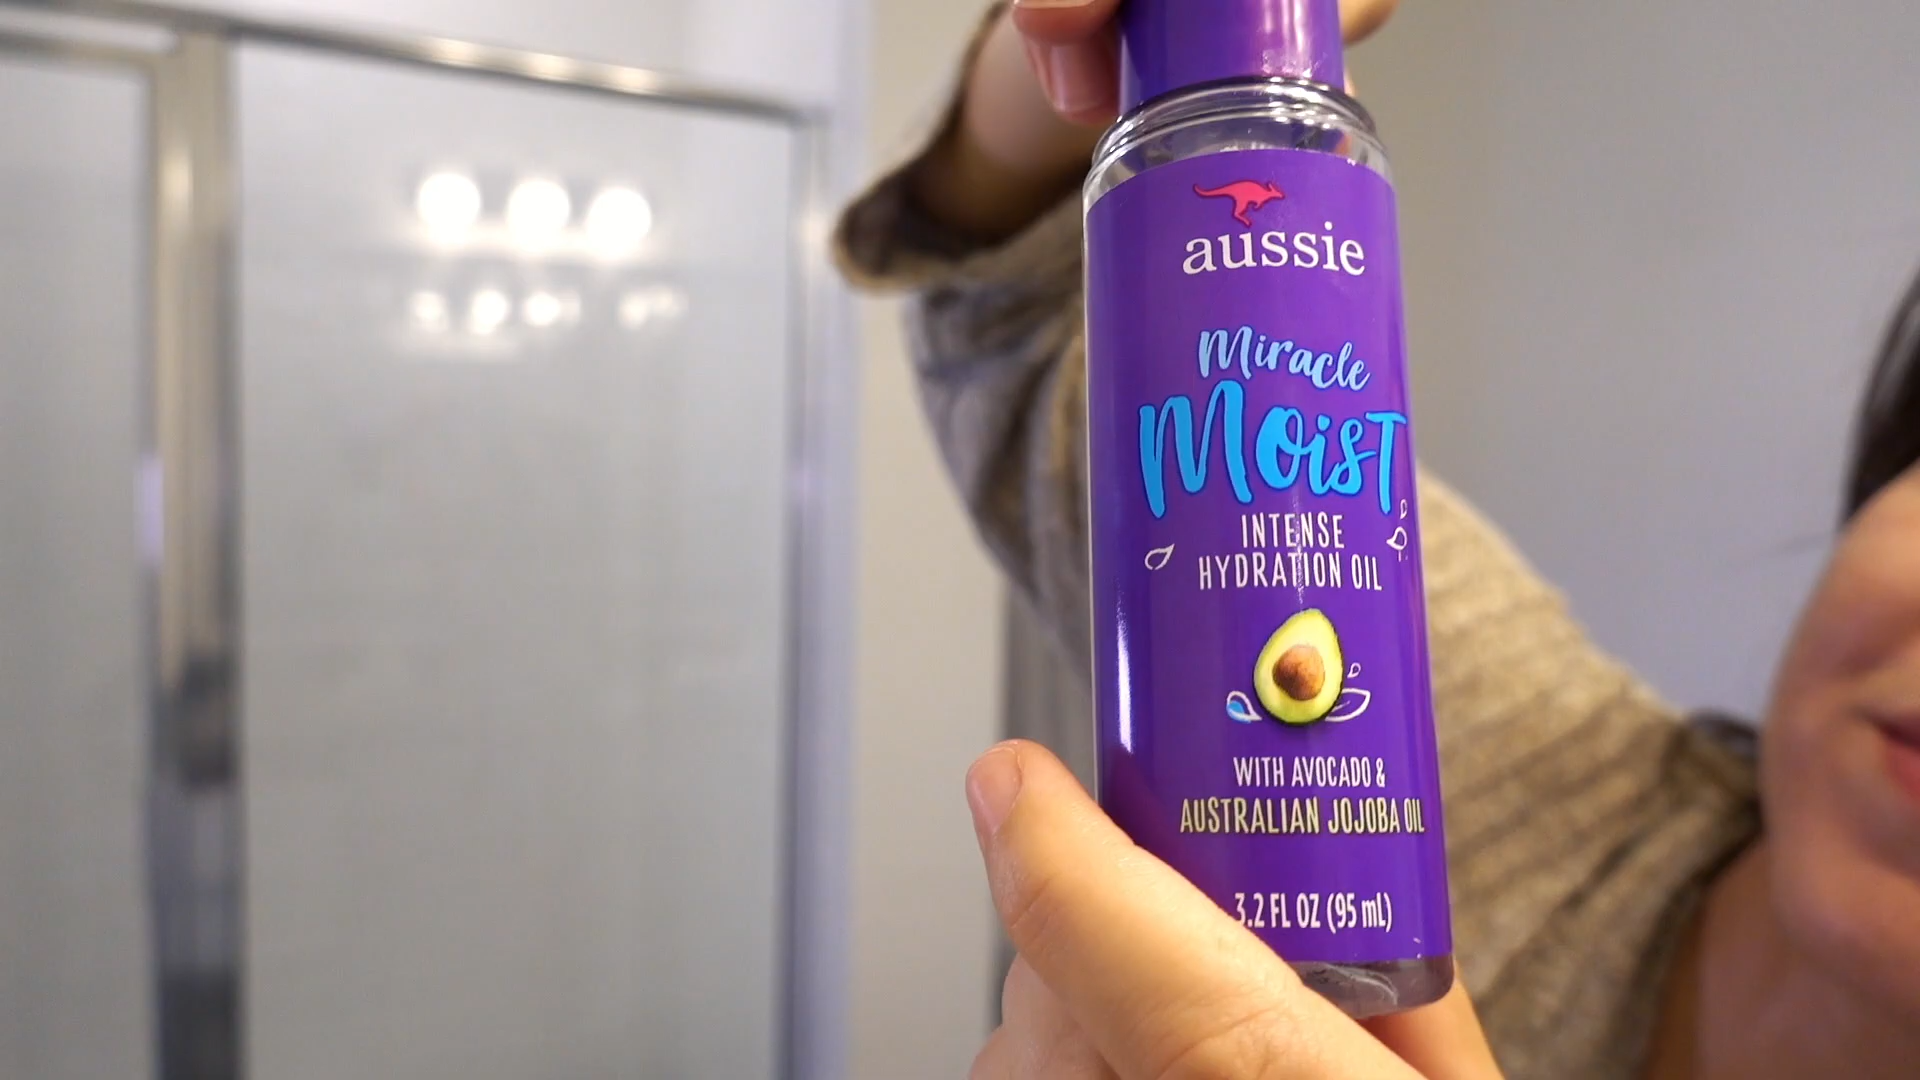 aussie
Miracle
Moist
INTENSE
HYDRATION OIL
WITH AVOCADO &
AUSTRALIAN JOJOBA OIL
3.2 FL OZ (95 mL)